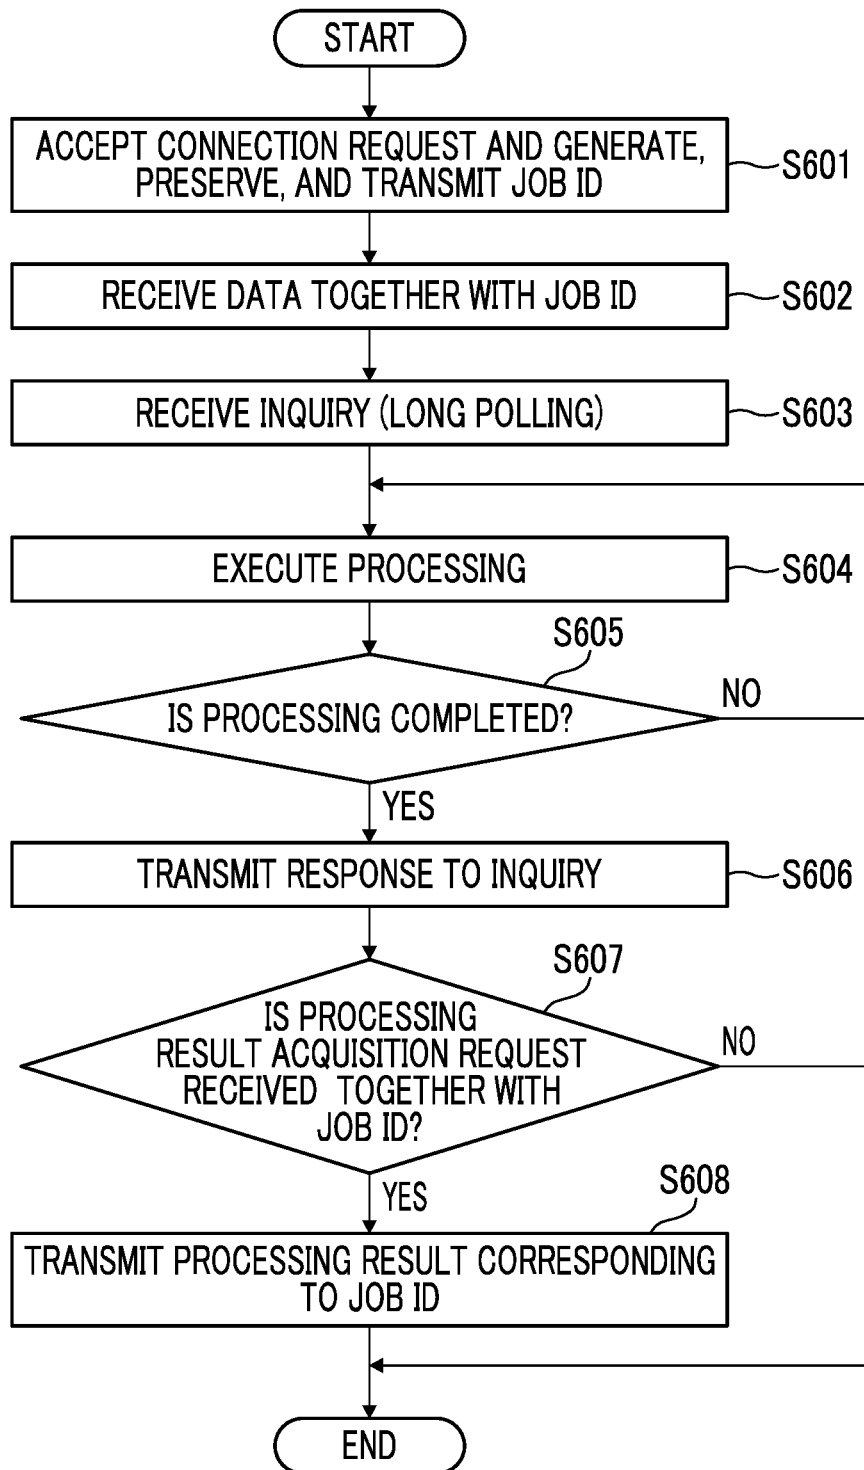 START
ACCEPT CONNECTION REQUEST AND GENERATE,
PRESERVE, AND TRANSMIT JOB ID
S601
RECEIVE DATA TOGETHER WITH JOB ID
S602
RECEIVE INQUIRY (LONG POLLING)
S603
EXECUTE PROCESSING
S604
S605
IS PROCESSING COMPLETED?
NO
YES
TRANSMIT RESPONSE TO INQUIRY
S606
S607
IS PROCESSING
RESULT ACQUISITION REQUEST
RECEIVED TOGETHER WITH
JOB ID?
NO
YES
S608
TRANSMIT PROCESSING RESULT CORRESPONDING
TO JOB ID
END